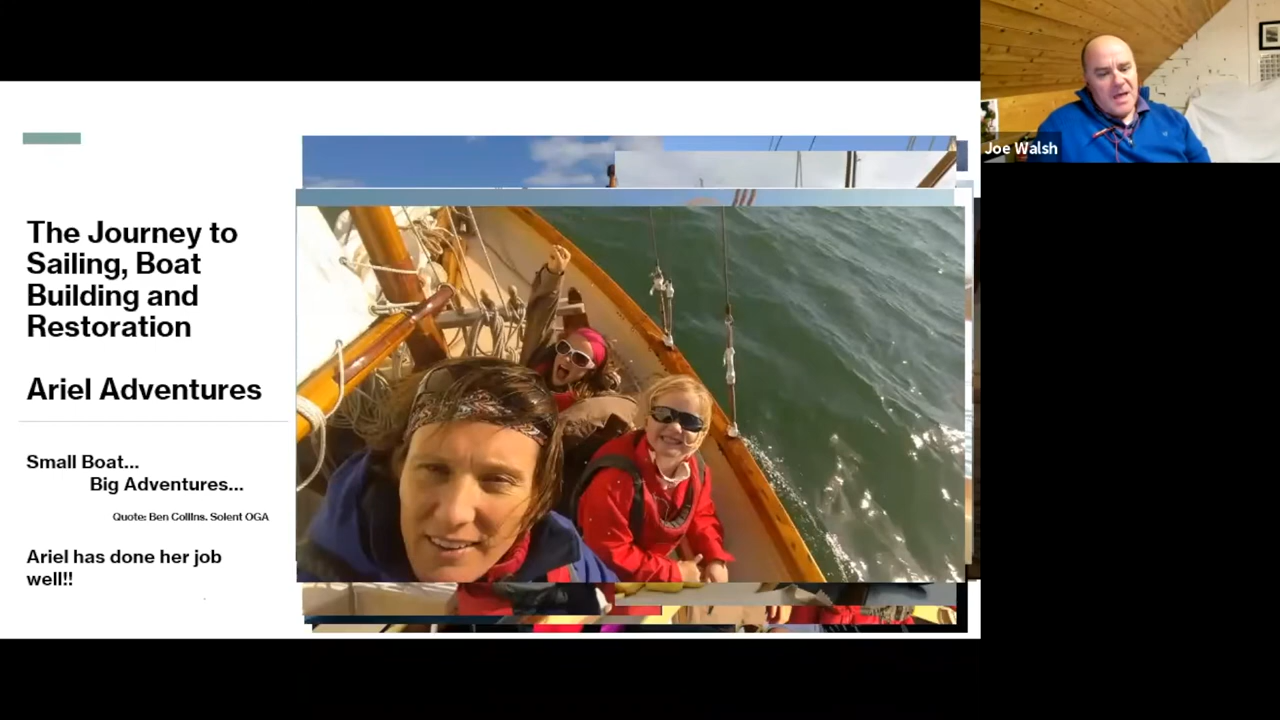 The Journey to
Sailing, Boat
Building and
Restoration
Ariel Adventures
Small Boat...
Big Adventures...
Quote: Ben Collins. Solent OGA
Ariel has done her job
well!!
Joe Walsh